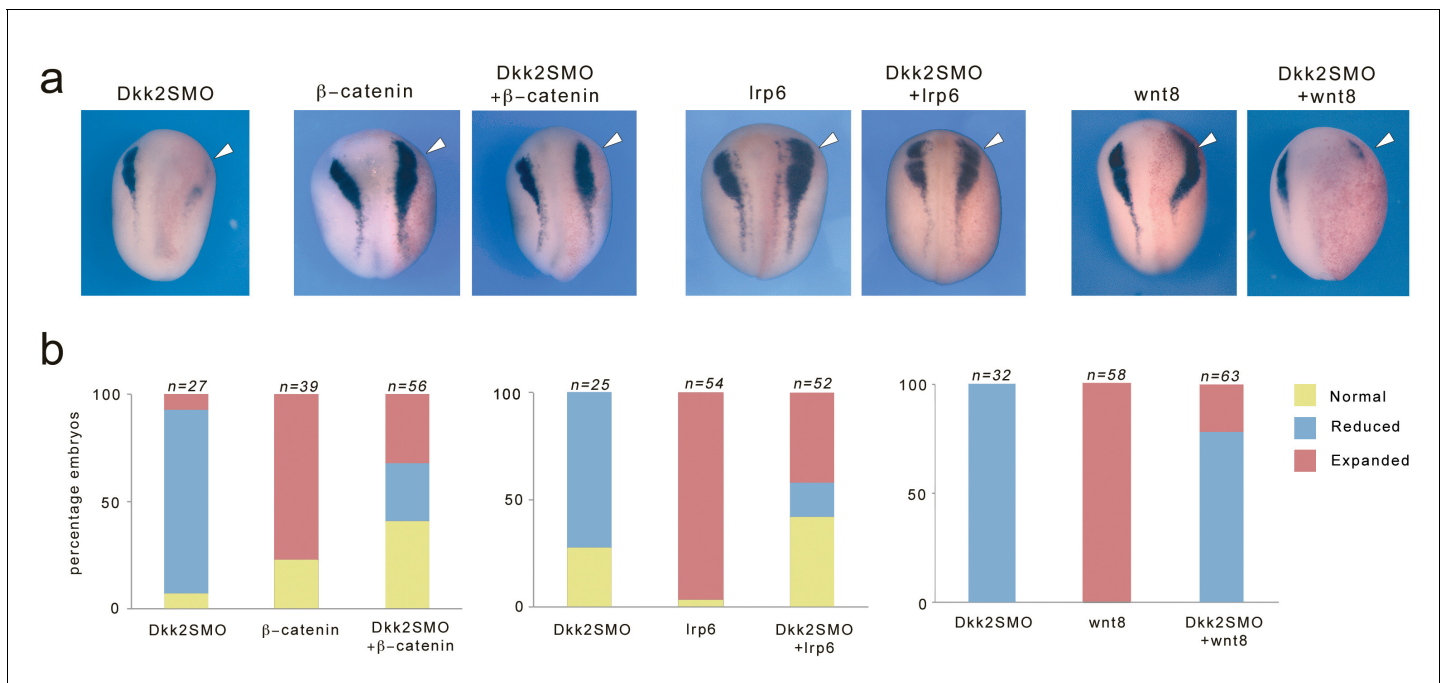 a
Dkk2SMO
β−catenin
Dkk2SMO
+β−catenin
lrp6
Dkk2SMO
+lrp6
wnt8
Dkk2SMO
+wnt8
b
percentage embryos
100
50
0
n=27
n=39
n=56
Dkk2SMO
β−catenin
Dkk2SMO
+β−catenin
100
50
0
n=25
n=54
n=52
Dkk2SMO
lrp6
Dkk2SMO
+lrp6
100
50
0
n=32
n=58
n=63
Dkk2SMO
wnt8
Dkk2SMO
+wnt8
Normal
Reduced
Expanded